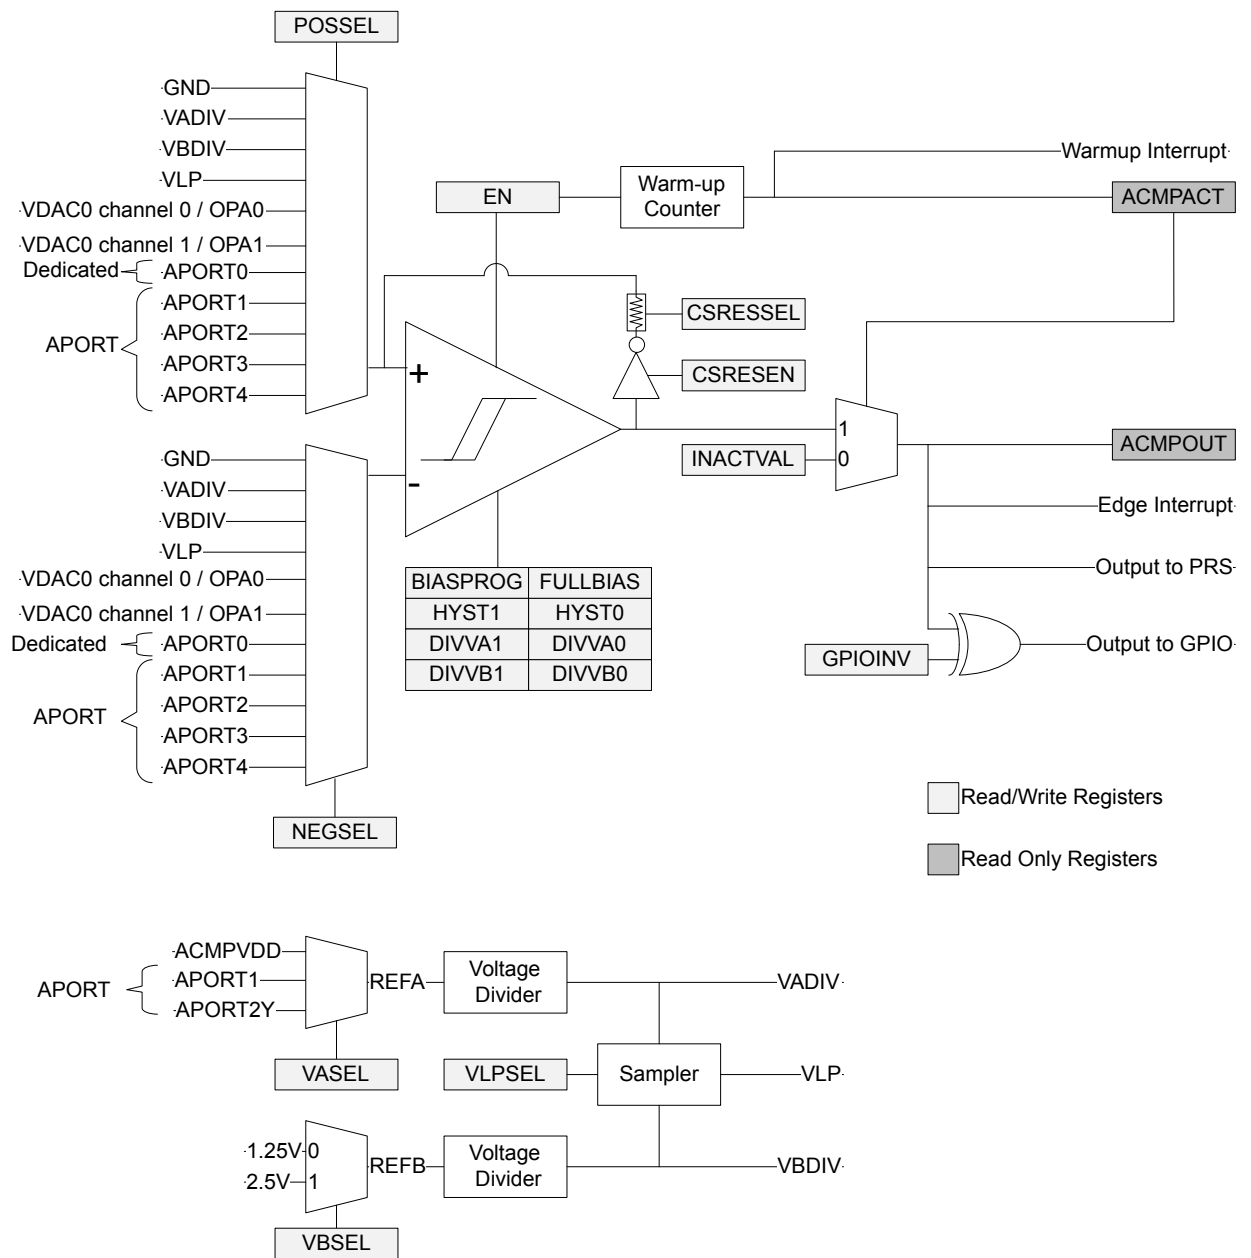 POSSEL
GND
VADIV
VBDIV
VLP
VDAC0 channel 0 / OPA0
VDAC0 channel 1 / OPA1
Dedicated
APORT0
APORT1
APORT2
APORT
APORT3
APORT4
EN
Warm-up
Counter
Warmup Interrupt
ACMPACT
CSRESSEL
CSRESEN
+
-
1
0
INACTVAL
ACMPOUT
Edge Interrupt
Output to PRS
Output to GPIO
GPIOINV
GND
VADIV
VBDIV
VLP
VDAC0 channel 0 / OPA0
VDAC0 channel 1 / OPA1
Dedicated
APORT0
APORT1
APORT2
APORT
APORT3
APORT4
NEGSEL
BIASPROG FULLBIAS
HYST1 HYST0
DIVVA1 DIVVA0
DIVVB1 DIVVB0
Read/Write Registers
Read Only Registers
ACMPVDD
APORT
APORT1
APORT2Y
REFA
Voltage
Divider
VADIV
VASEL
VLPSEL
Sampler
VLP
1.25V 0
2.5V 1
REFB
Voltage
Divider
VBDIV
VBSEL